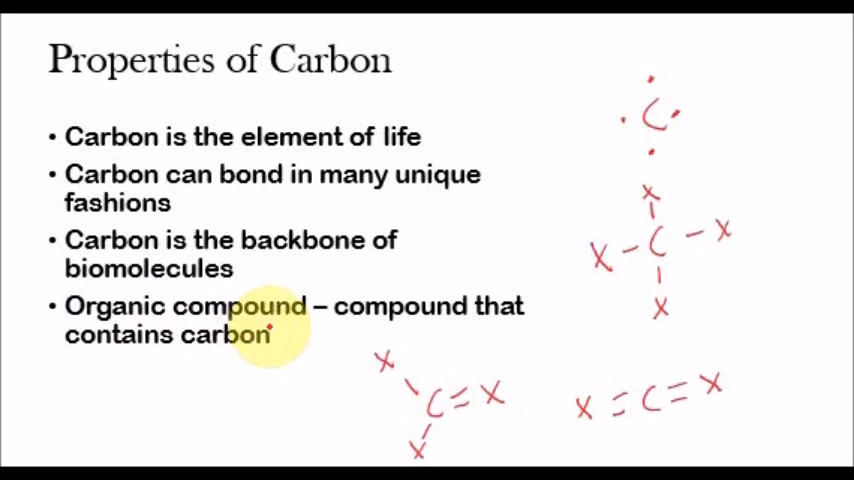 Properties of Carbon
• Carbon is the element of life
• Carbon can bond in many unique
fashions
• Carbon is the backbone of
biomolecules
• Organic compound – compound that
contains carbon
C
X
X - C - X
X
X
C = X
X
X = C = X